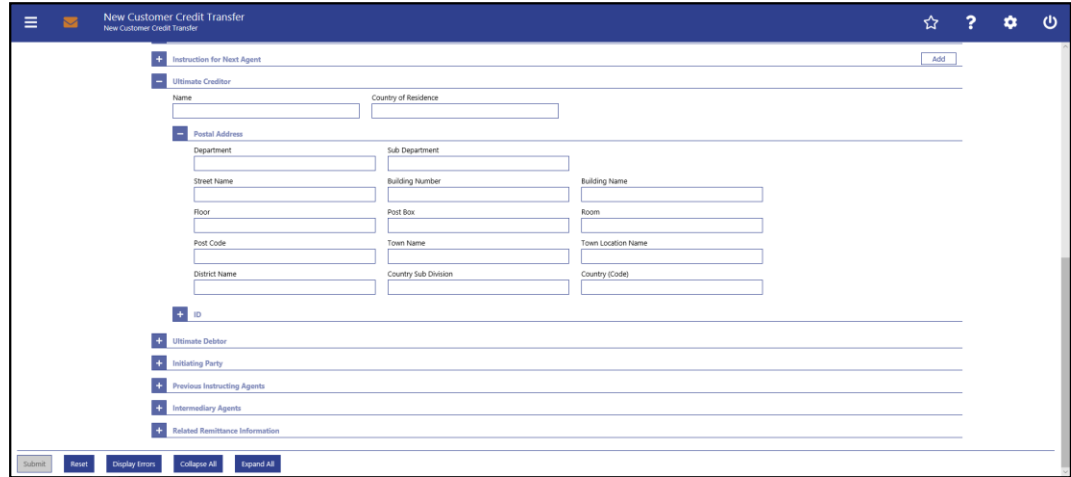 New Customer Credit Transfer
New Customer Credit Transfer
Instruction for Next Agent Add
Ultimate Creditor
Name Country of Residence
Postal Address
Department Sub Department
Street Name Building Number Building Name
Floor Post Box Room
Post Code Town Name Town Location Name
District Name Country Sub Division Country (Code)
ID
Ultimate Debtor
Initiating Party
Previous Instructing Agents
Intermediary Agents
Related Remittance Information
Submit Reset Display Errors Collapse All Expand All